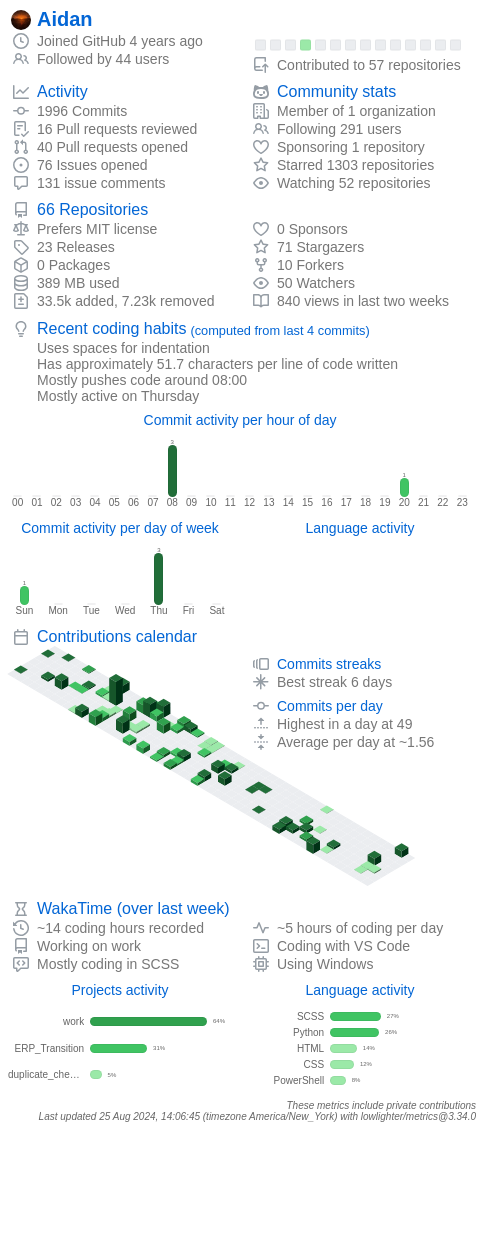 Aidan
Joined GitHub 4 years ago
Followed by 44 users
Contributed to 57 repositories
Activity
1996 Commits
16 Pull requests reviewed
40 Pull requests opened
76 Issues opened
131 issue comments
Community stats
Member of 1 organization
Following 291 users
Sponsoring 1 repository
Starred 1303 repositories
Watching 52 repositories
66 Repositories
Prefers MIT license
23 Releases
0 Packages
389 MB used
33.5k added, 7.23k removed
0 Sponsors
71 Stargazers
10 Forkers
50 Watchers
840 views in last two weeks
Recent coding habits (computed from last 4 commits)
Uses spaces for indentation
Has approximately 51.7 characters per line of code written
Mostly pushes code around 08:00
Mostly active on Thursday
Commit activity per hour of day
3 1
00 01 02 03 04 05 06 07 08 09 10 11 12 13 14 15 16 17 18 19 20 21 22 23
Commit activity per day of week
1 3
Sun Mon Tue Wed Thu Fri Sat
Language activity
Contributions calendar
Commits streaks
Best streak 6 days
Commits per day
Highest in a day at 49
Average per day at ~1.56
WakaTime (over last week)
~14 coding hours recorded
Working on work
Mostly coding in SCSS
~5 hours of coding per day
Coding with VS Code
Using Windows
Projects activity
work 64%
ERP_Transition 31%
duplicate_che… 5%
Language activity
SCSS 27%
Python 26%
HTML 14%
CSS 12%
PowerShell 8%
These metrics include private contributions
Last updated 25 Aug 2024, 14:06:45 (timezone America/New_York) with lowlighter/metrics@3.34.0